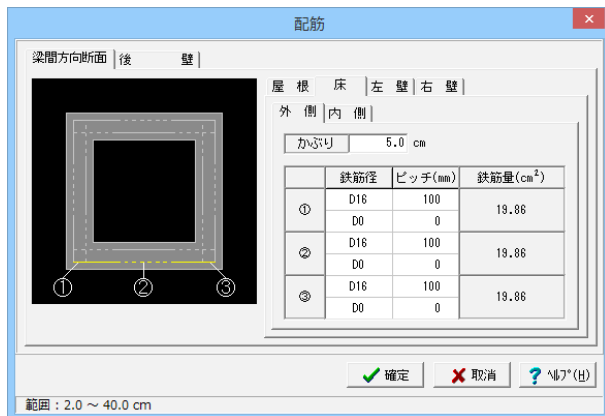 配筋
×
梁間方向断面 後 壁
屋 根 床 左 壁 右 壁
外 側 内 側
かぶり 5.0 cm
鉄筋径 ピッチ(mm) 鉄筋量(cm²)
① D16 100 19.86
D0 0
② D16 100 19.86
D0 0
③ D16 100 19.86
D0 0
① ② ③
確定 取消 ? ﾍﾙﾌﾟ(H)
範囲：2.0 ～ 40.0 cm